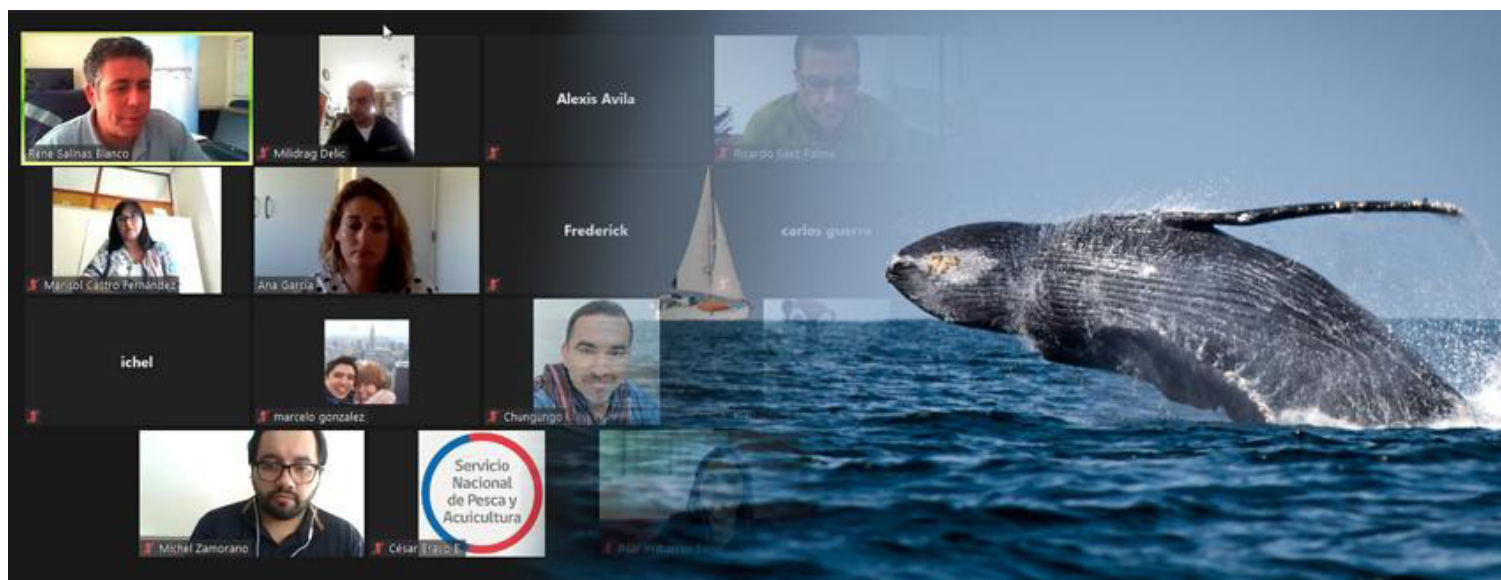 Rene Salinas Blanco
Milidrag Delic
Alexis Avila
Ricardo Saez Palma
Marisol Castro Fernandez
Ana Garcia
Frederick
carlos guerra
ichel
marcelo gonzalez
Chungungo
Michel Zamorano
Servicio
Nacional
de Pesca y
Acuicultura
César Bravo E.